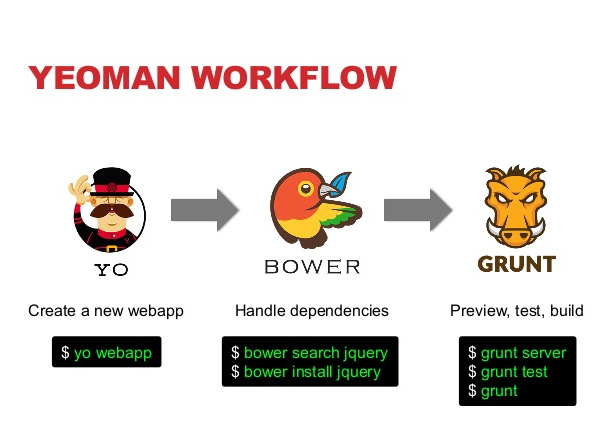 YEOMAN WORKFLOW
YO
BOWER
GRUNT
Create a new webapp
Handle dependencies
Preview, test, build
$ yo webapp
$ bower search jquery
$ bower install jquery
$ grunt server
$ grunt test
$ grunt